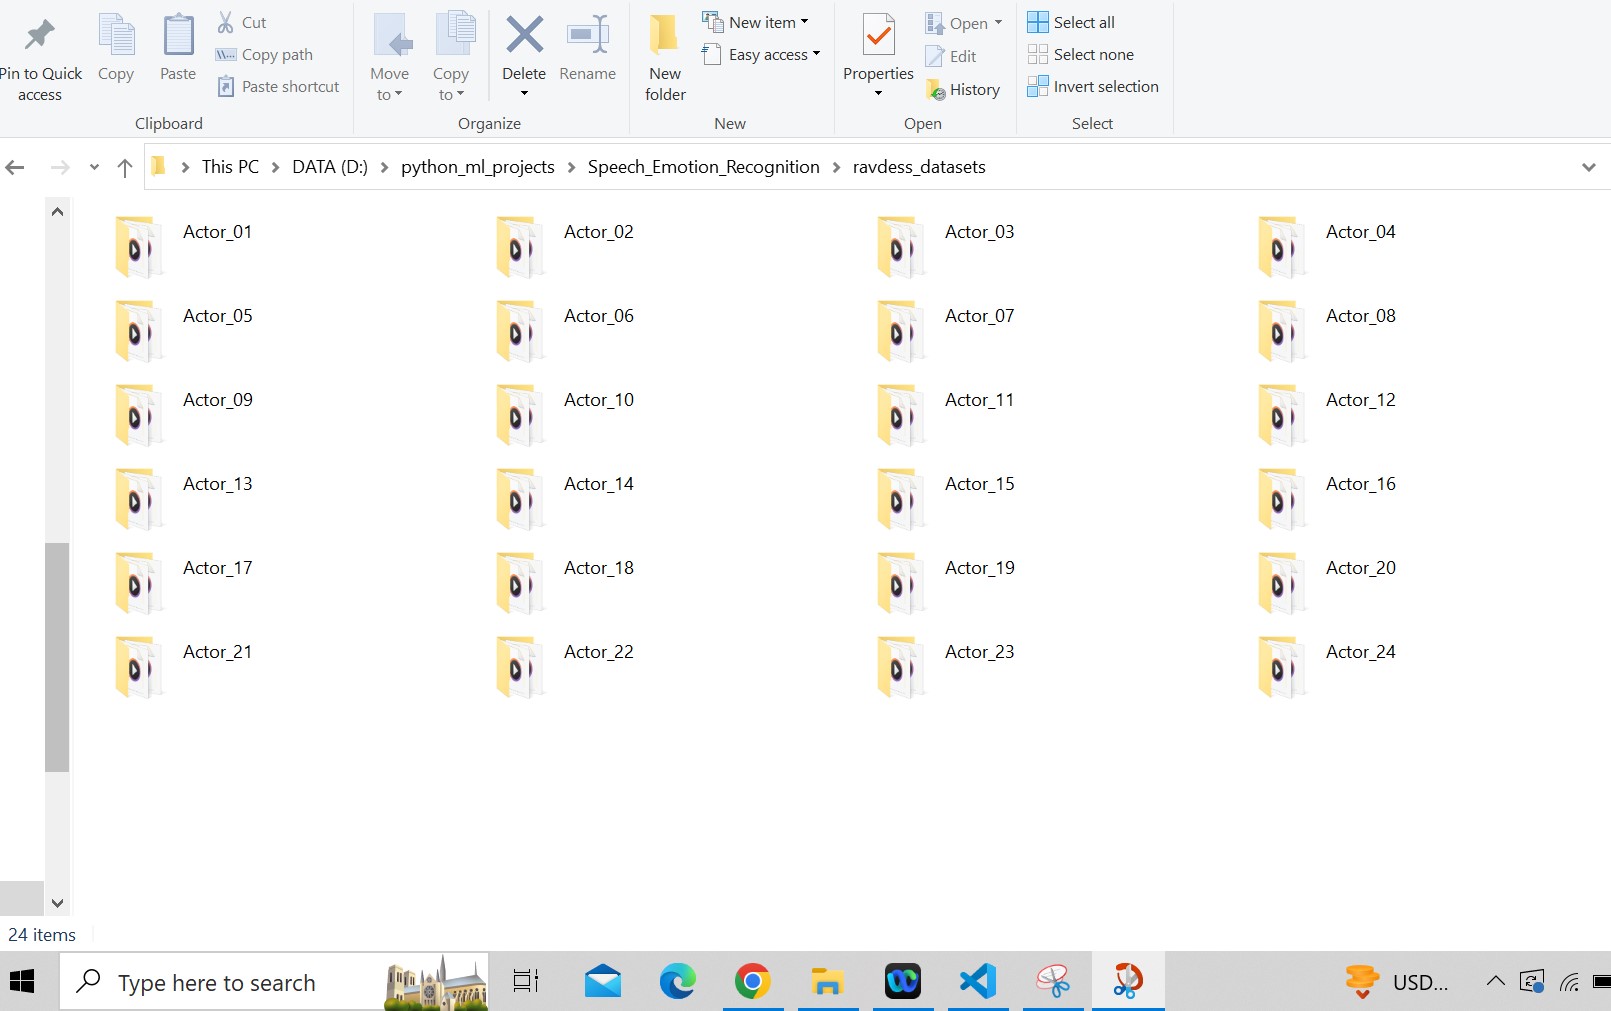 Pin to Quick access
Copy
Paste
Cut
Copy path
Paste shortcut
Clipboard
Move to
Copy to
Delete
Rename
Organize
New folder
New item
Easy access
New
Properties
Open
Edit
History
Open
Select all
Select none
Invert selection
Select
This PC > DATA (D:) > python_ml_projects > Speech_Emotion_Recognition > ravdess_datasets
Actor_01 Actor_02 Actor_03 Actor_04
Actor_05 Actor_06 Actor_07 Actor_08
Actor_09 Actor_10 Actor_11 Actor_12
Actor_13 Actor_14 Actor_15 Actor_16
Actor_17 Actor_18 Actor_19 Actor_20
Actor_21 Actor_22 Actor_23 Actor_24
24 items
Type here to search
USD...